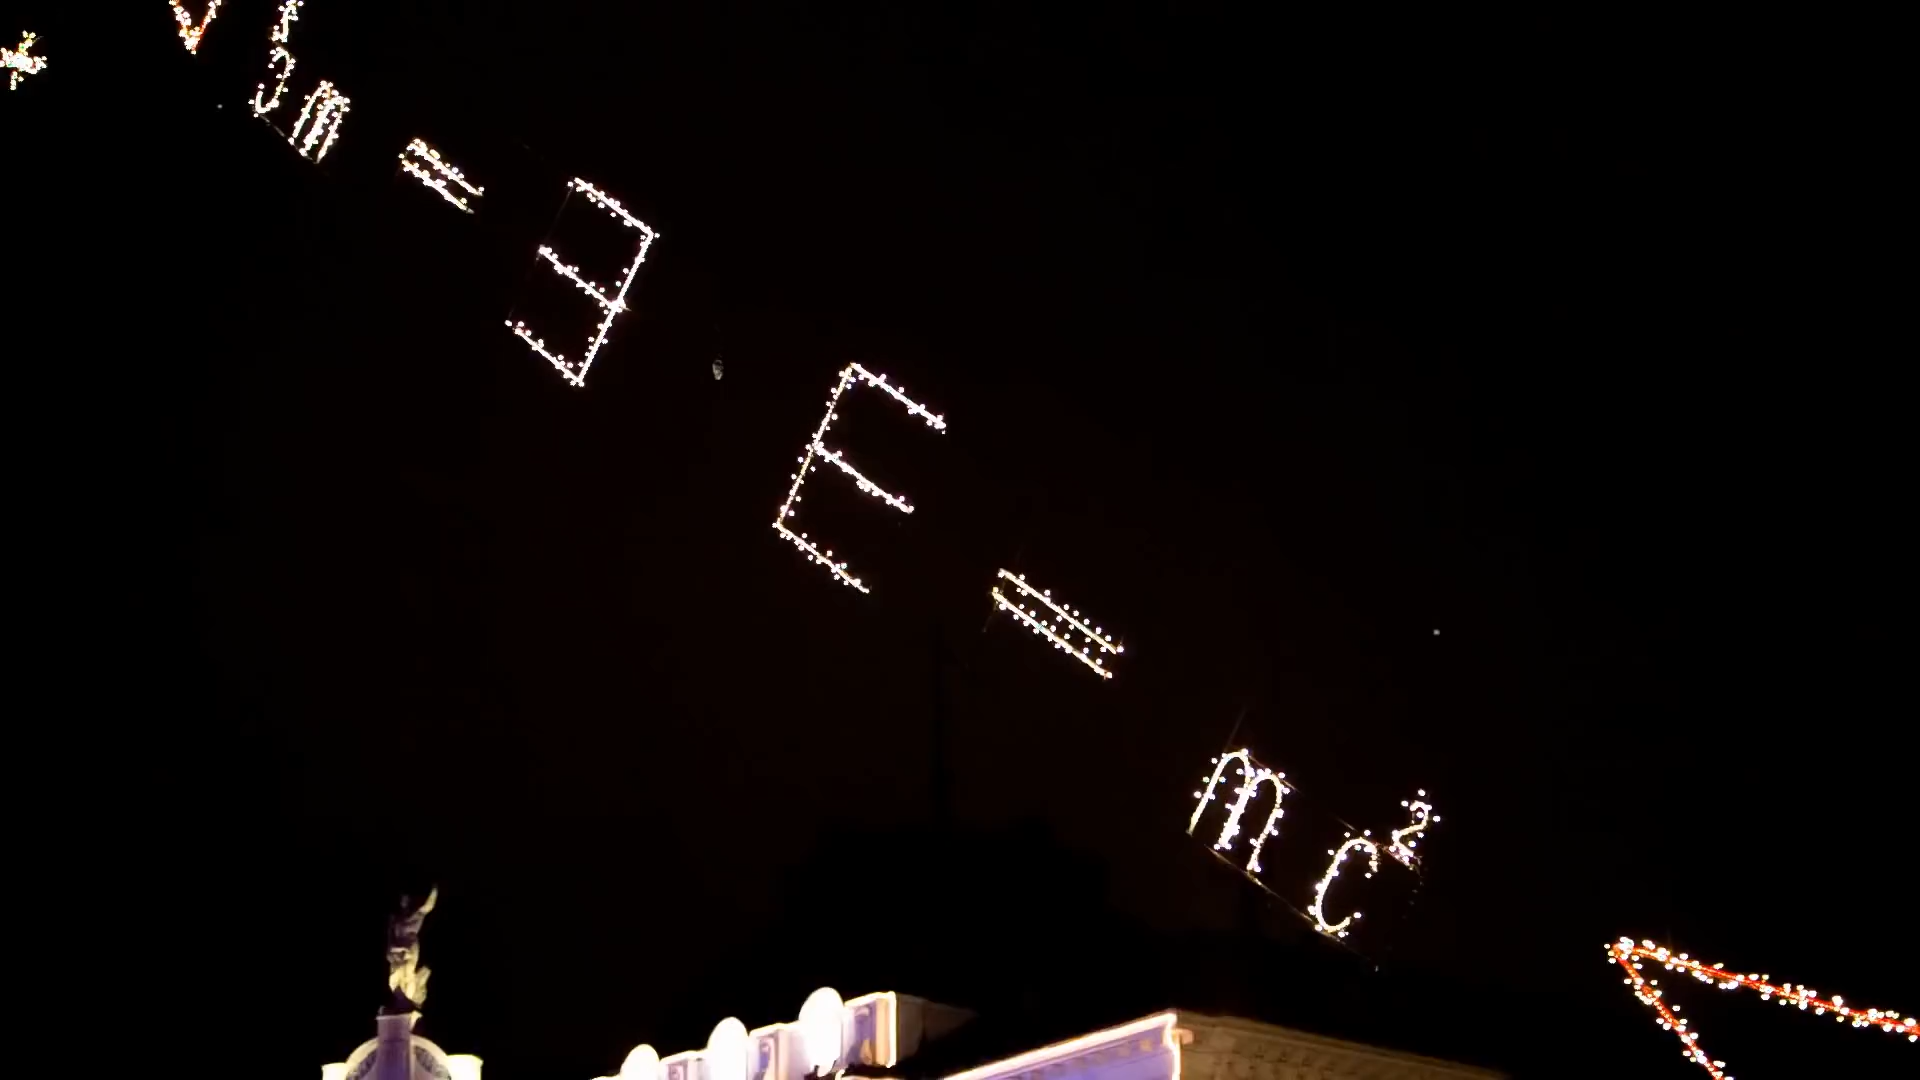 E = mc²